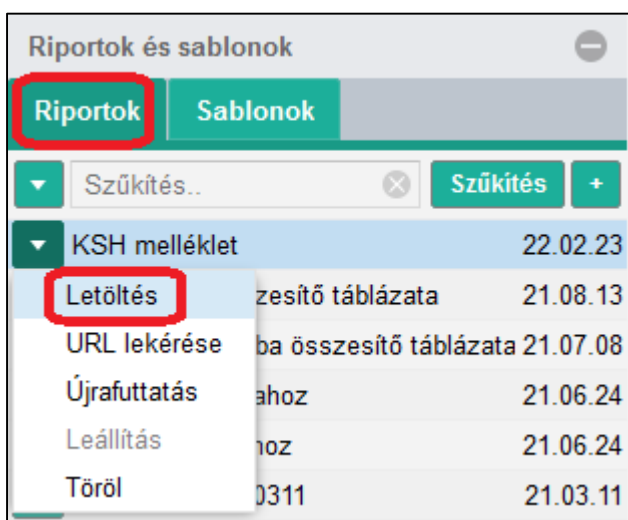 Riportok és sablonok
Riportok Sablonok
Szűkítés.. Szűkítés +
KSH melléklet 22.02.23
Letöltés zesítő táblázata 21.08.13
URL lekérése ba összesítő táblázata 21.07.08
Újrafuttatás ahoz 21.06.24
Leállítás hoz 21.06.24
Töröl 0311 21.03.11